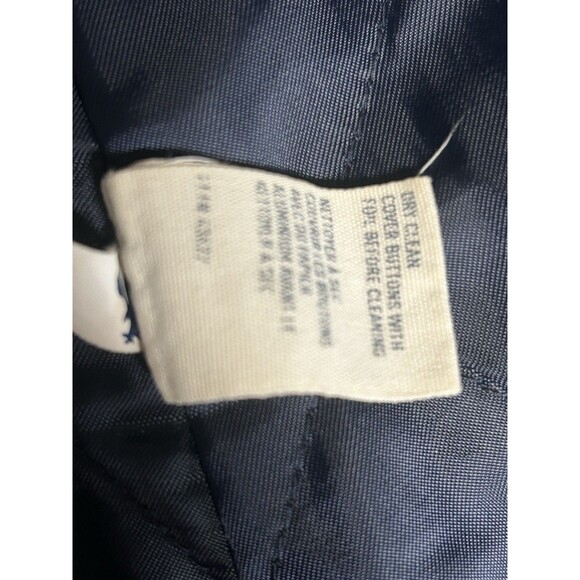 DRY CLEAN
COVER BUTTONS WITH
FOIL BEFORE CLEANING
NETTOYER À SEC
COUVRIR LES BOUTONS
AVEC DU PAPIER
ALUMINIUM AVANT LE
NETTOYER À SEC